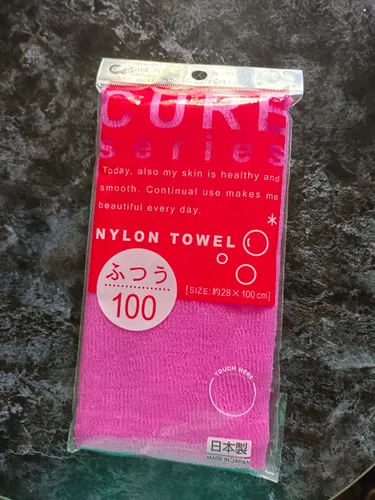 CURE
series
Today, also my skin is healthy and
smooth. Continual use makes me
beautiful every day.
NYLON TOWEL
ふつう
100
[SIZE: 約28×100cm]
TOUCH HERE
日本製
MADE IN JAPAN